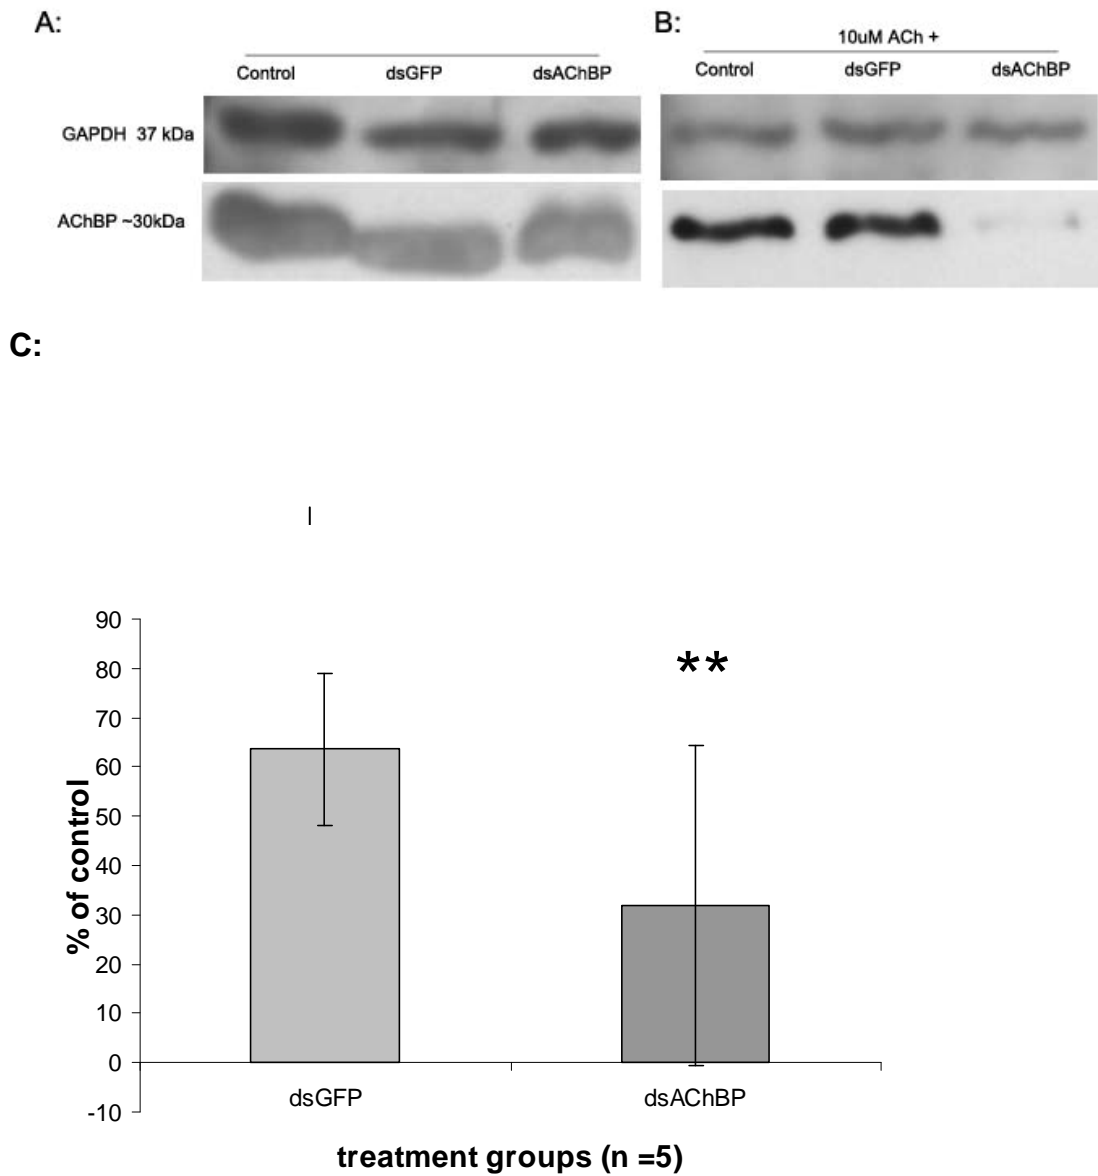 A:
B:
10uM ACh +
Control dsGFP dsAChBP
Control dsGFP dsAChBP
GAPDH 37 kDa
AChBP ~30kDa
C:
**
90
80
70
60
50
40
30
20
10
0
-10
% of control
dsGFP dsAChBP
treatment groups (n =5)